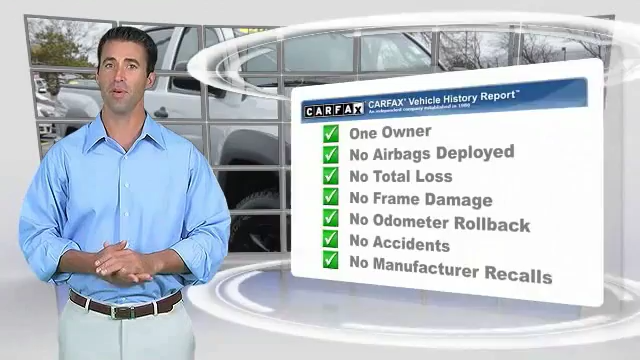 CARFAX
CARFAX® Vehicle History Report™
An independent company established in 1986
One Owner
No Airbags Deployed
No Total Loss
No Frame Damage
No Odometer Rollback
No Accidents
No Manufacturer Recalls